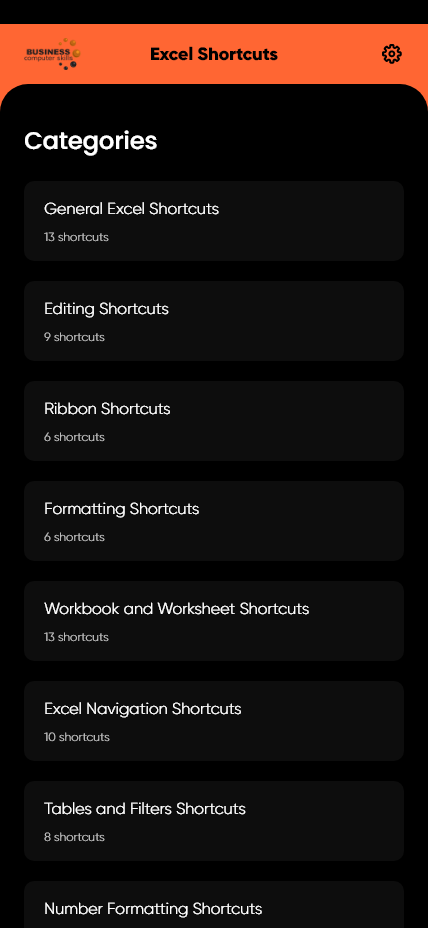 BUSINESS
computer skills
Excel Shortcuts
Categories
General Excel Shortcuts
13 shortcuts
Editing Shortcuts
9 shortcuts
Ribbon Shortcuts
6 shortcuts
Formatting Shortcuts
6 shortcuts
Workbook and Worksheet Shortcuts
13 shortcuts
Excel Navigation Shortcuts
10 shortcuts
Tables and Filters Shortcuts
8 shortcuts
Number Formatting Shortcuts